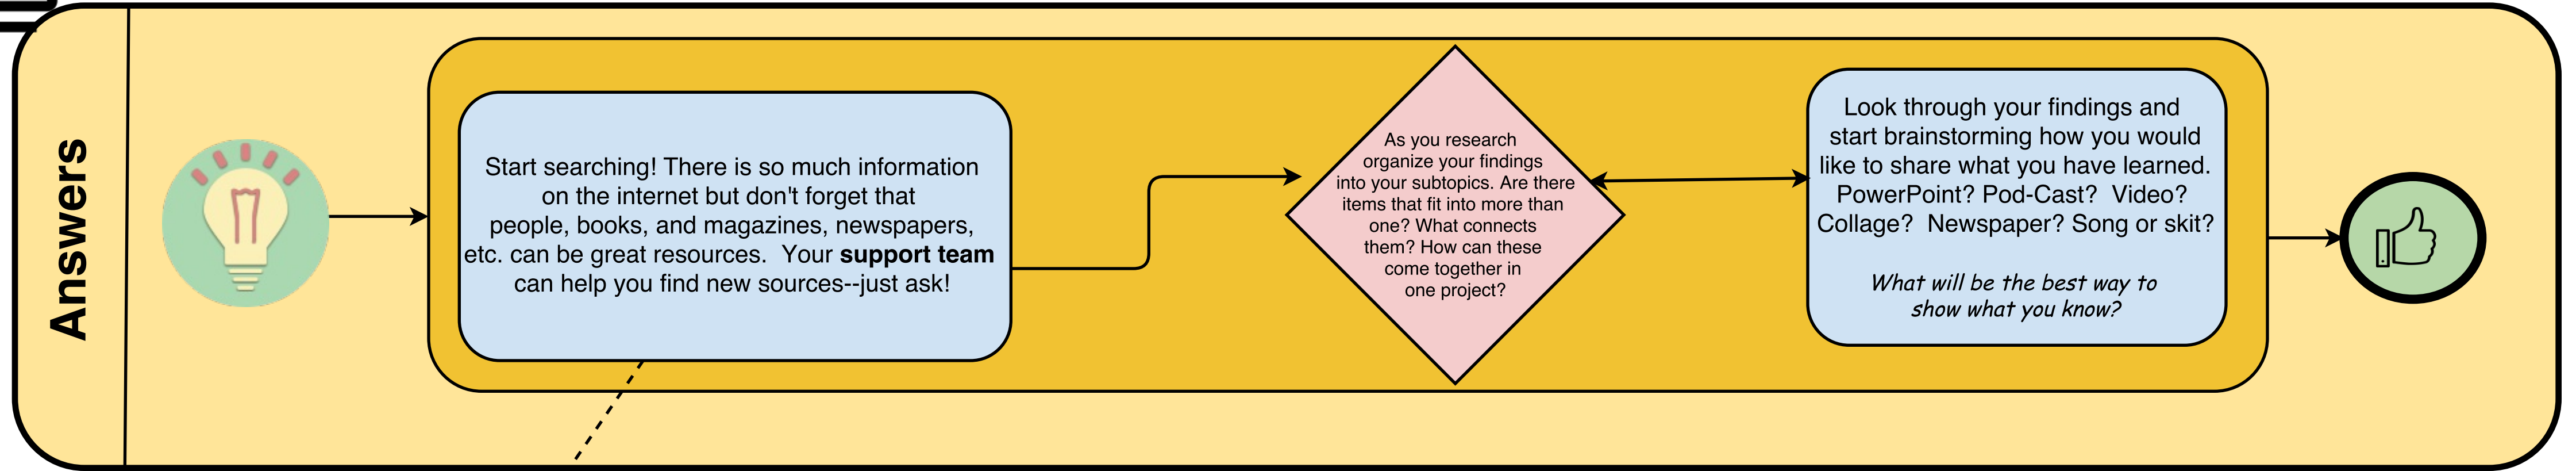 Answers
Start searching! There is so much information
on the internet but don't forget that
people, books, and magazines, newspapers,
etc. can be great resources.  Your support team
can help you find new sources--just ask!
As you research
organize your findings
into your subtopics. Are there
items that fit into more than
one? What connects
them? How can these
come together in
one project?
Look through your findings and
start brainstorming how you would
like to share what you have learned.
PowerPoint? Pod-Cast?  Video?
Collage?  Newspaper? Song or skit?
What will be the best way to
show what you know?